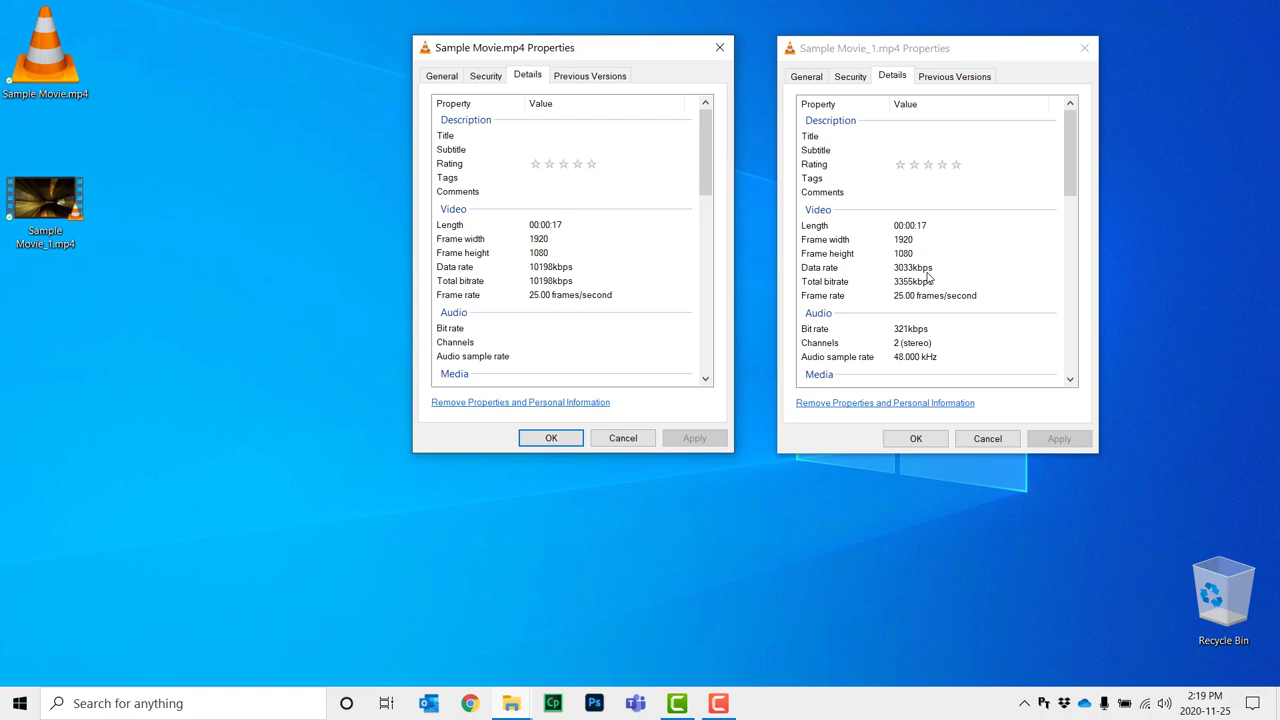 Sample Movie.mp4
Sample
Movie_1.mp4
Sample Movie.mp4 Properties
General Security Details Previous Versions
Property Value
Description
Title
Subtitle
Rating
Tags
Comments
Video
Length 00:00:17
Frame width 1920
Frame height 1080
Data rate 10198kbps
Total bitrate 10198kbps
Frame rate 25.00 frames/second
Audio
Bit rate
Channels
Audio sample rate
Media
Remove Properties and Personal Information
OK Cancel Apply
Sample Movie_1.mp4 Properties
General Security Details Previous Versions
Property Value
Description
Title
Subtitle
Rating
Tags
Comments
Video
Length 00:00:17
Frame width 1920
Frame height 1080
Data rate 3033kbps
Total bitrate 3355kbps
Frame rate 25.00 frames/second
Audio
Bit rate 321kbps
Channels 2 (stereo)
Audio sample rate 48.000 kHz
Media
Remove Properties and Personal Information
OK Cancel Apply
Recycle Bin
Search for anything
Cp
Ps
2:19 PM
2020-11-25